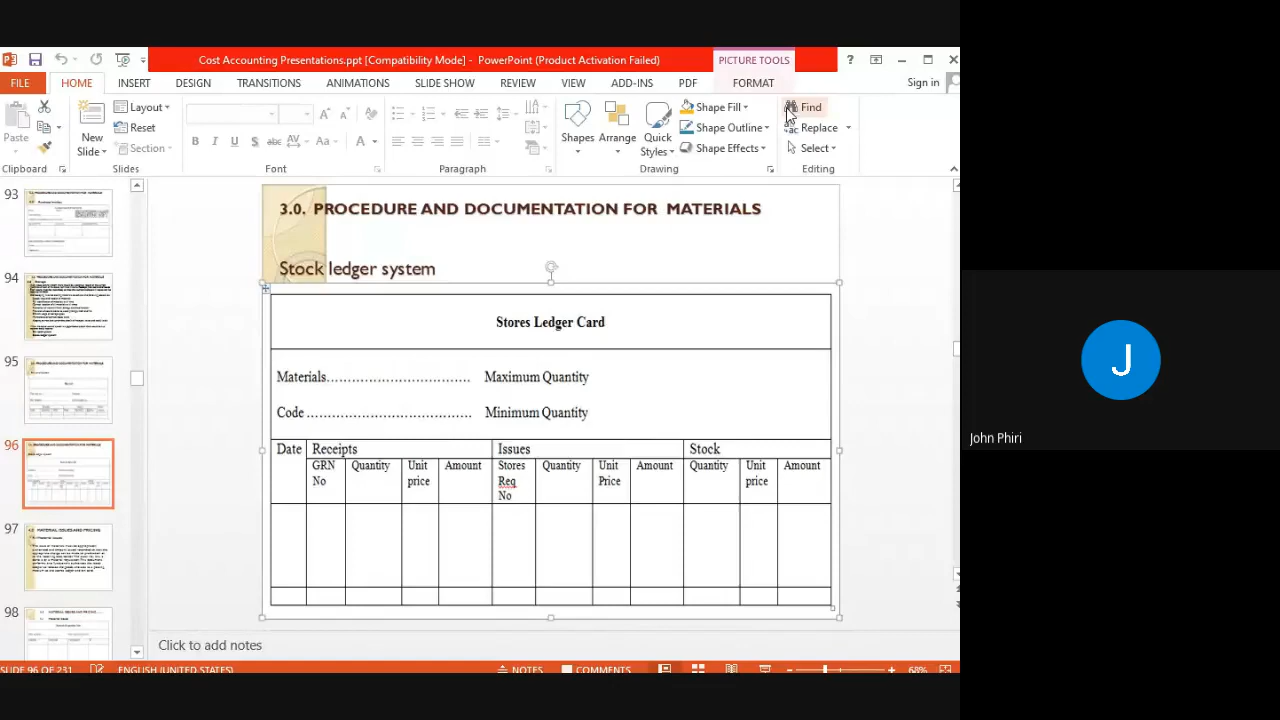 Cost Accounting Presentations.ppt [Compatibility Mode] - PowerPoint (Product Activation Failed)
PICTURE TOOLS
FILE HOME INSERT DESIGN TRANSITIONS ANIMATIONS SLIDE SHOW REVIEW VIEW ADD-INS PDF FORMAT Sign in
Paste
New Slide
Layout
Reset
Section
Shapes Arrange Quick Styles
Shape Fill
Shape Outline
Shape Effects
Find
Replace
Select
Clipboard Slides Font Paragraph Drawing Editing
93
94
95
96
97
98
3.0. PROCEDURE AND DOCUMENTATION FOR MATERIALS
Stock ledger system
Stores Ledger Card
Materials…………………………… Maximum Quantity
Code …………………………………. Minimum Quantity
Date Receipts Issues Stock
GRN No Quantity Unit price Amount Stores Req No Quantity Unit Price Amount Quantity Unit price Amount
Click to add notes
SLIDE 96 OF 231 ENGLISH (UNITED STATES) NOTES COMMENTS 68%
J
John Phiri